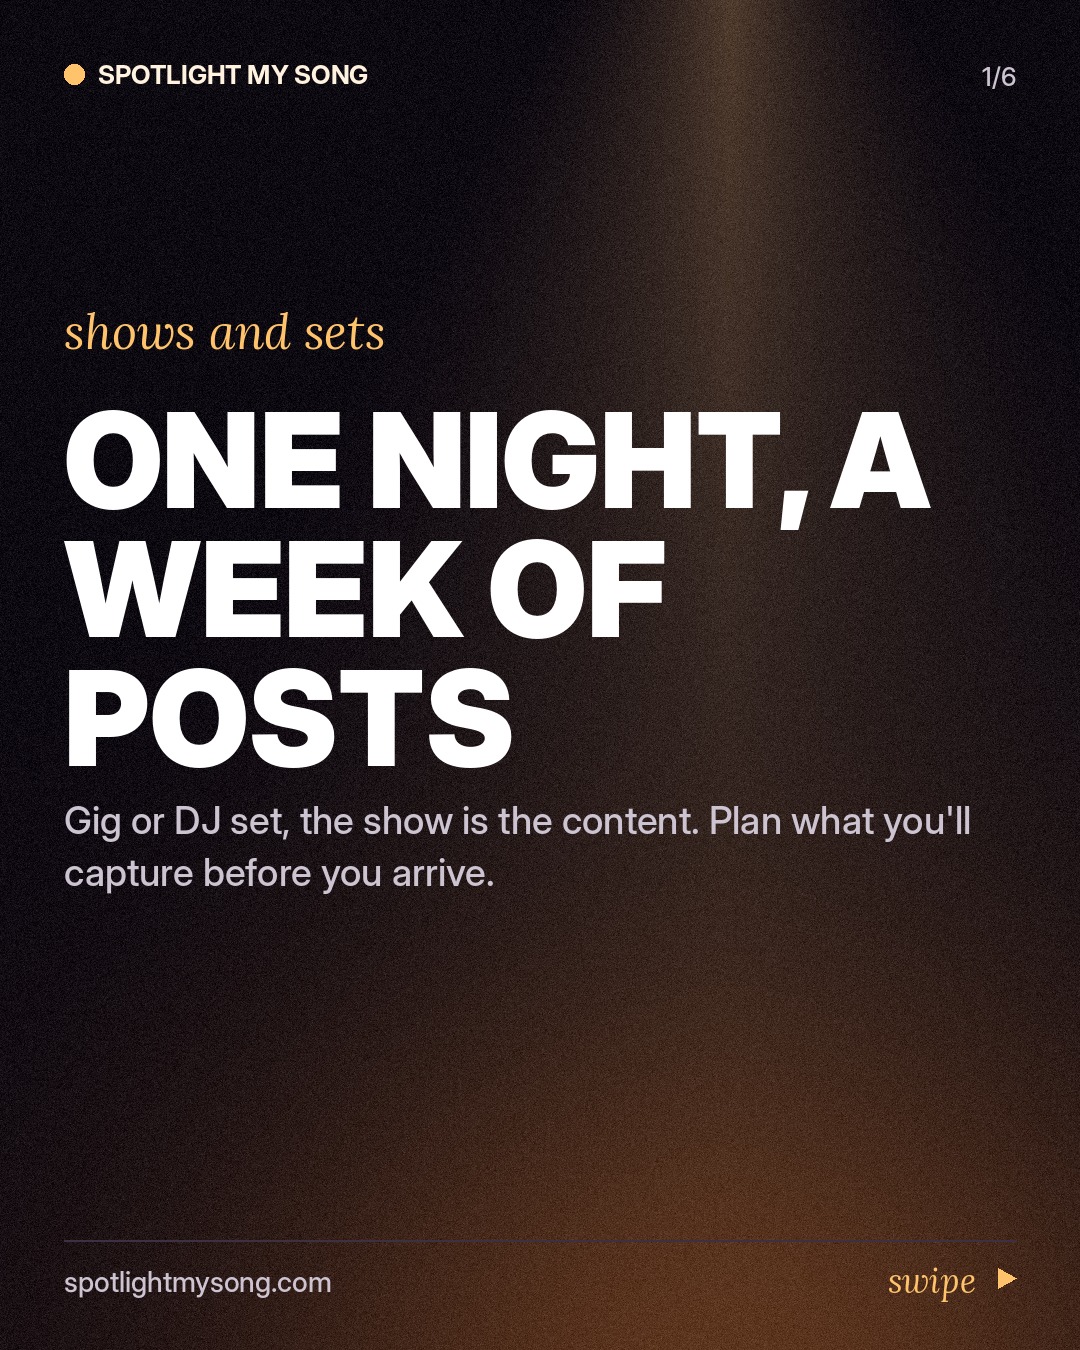 SPOTLIGHT MY SONG
1/6
shows and sets
ONE NIGHT, A
WEEK OF
POSTS
Gig or DJ set, the show is the content. Plan what you'll
capture before you arrive.
spotlightmysong.com
swipe